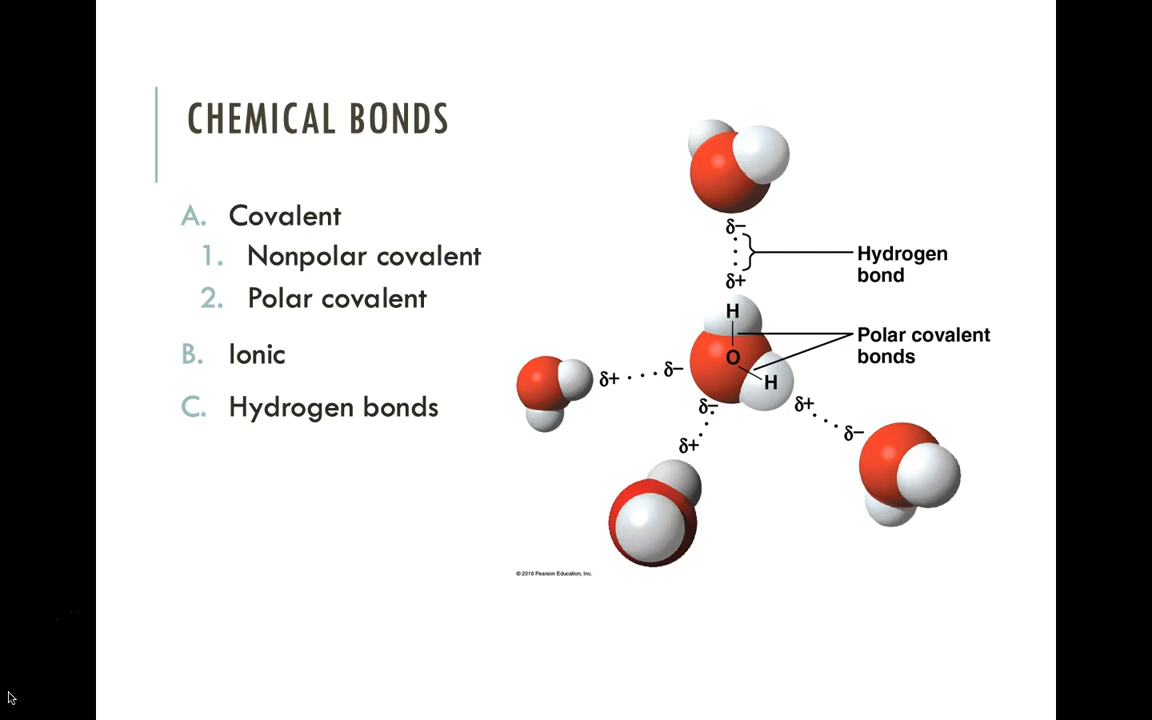 CHEMICAL BONDS
A. Covalent
1. Nonpolar covalent
2. Polar covalent
B. Ionic
C. Hydrogen bonds
δ−
Hydrogen
bond
δ+
H
Polar covalent
bonds
O
H
δ+
δ−
δ−
δ+
δ+
δ−
© 2016 Pearson Education, Inc.